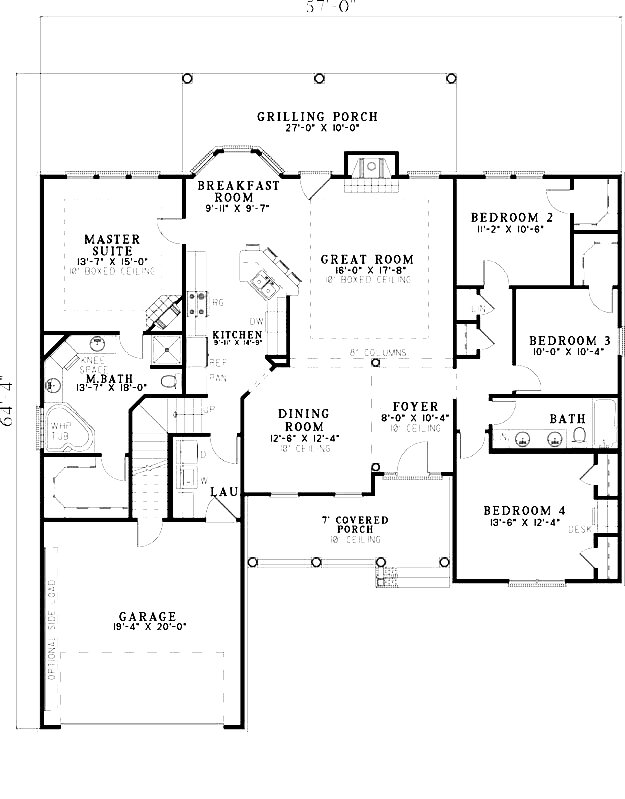 57'-0"
GRILLING PORCH
27'-0" X 10'-0"
BREAKFAST
ROOM
9'-11" X 9'-7"
MASTER
SUITE
13'-7" X 15'-0"
10' BOXED CEILING
GREAT ROOM
16'-0" X 17'-8"
10' BOXED CEILING
BEDROOM 2
11'-2" X 10'-6"
RG
DW
KITCHEN
9'-11" X 14'-9"
LIN
BEDROOM 3
10'-0" X 10'-4"
KNEE
SPACE
M.BATH
13'-7" X 18'-0"
REF
PAN
8" COLUMNS
64'-4"
WHP
TUB
UP
DINING
ROOM
12'-6" X 12'-4"
10' CEILING
FOYER
8'-0" X 10'-4"
10' CEILING
BATH
D
W
LAU
7' COVERED
PORCH
10' CEILING
BEDROOM 4
13'-6" X 12'-4"
DESK
GARAGE
19'-4" X 20'-0"
OPTIONAL SIDE LOAD